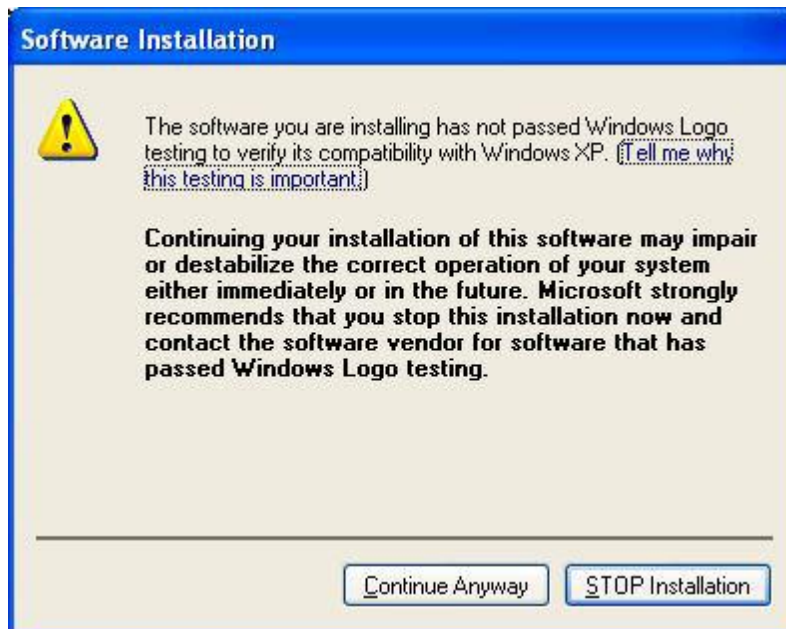 Software Installation
The software you are installing has not passed Windows Logo
testing to verify its compatibility with Windows XP. (Tell me why
this testing is important.)
Continuing your installation of this software may impair
or destabilize the correct operation of your system
either immediately or in the future. Microsoft strongly
recommends that you stop this installation now and
contact the software vendor for software that has
passed Windows Logo testing.
Continue Anyway
STOP Installation